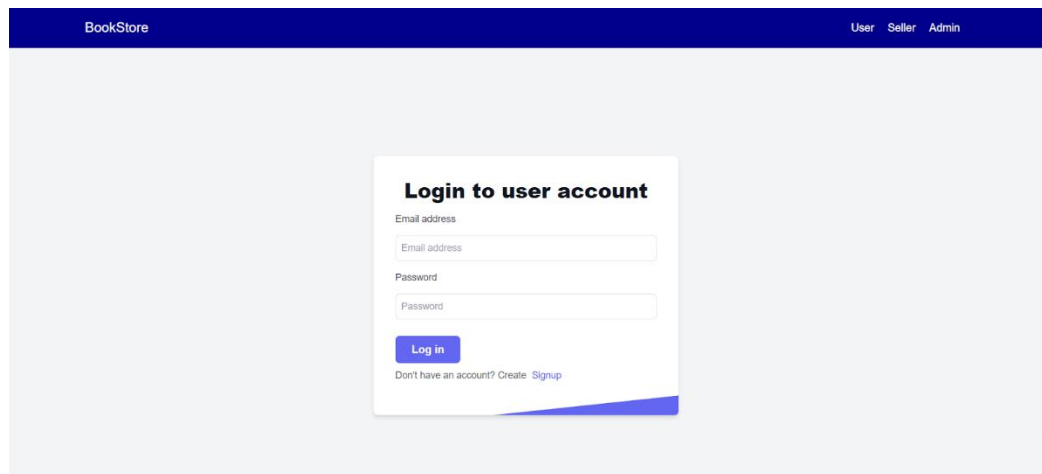 BookStore User Seller Admin
Login to user account
Email address
Email address
Password
Password
Log in
Don't have an account? Create Signup